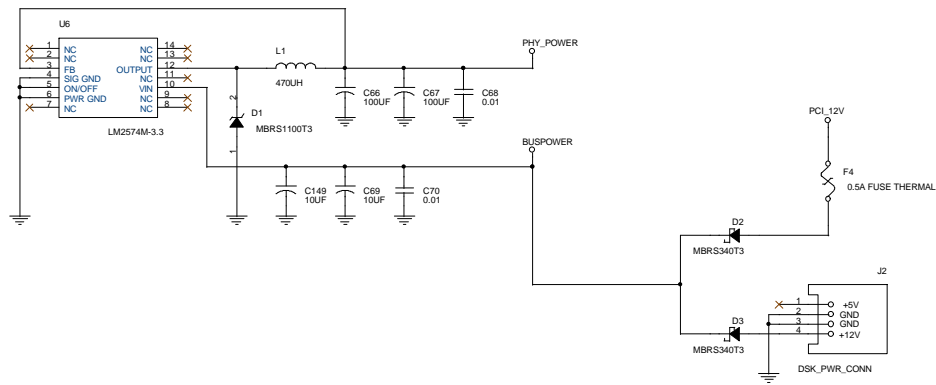 U6
1 NC NC 14
2 NC NC 13
3 FB OUTPUT 12
4 SIG GND NC 11
5 ON/OFF VIN 10
6 PWR GND NC 9
7 NC NC 8
LM2574M-3.3
L1
470UH
PHY_POWER
C66
100UF
C67
100UF
C68
0.01
2
D1
MBRS1100T3
1
BUSPOWER
C149
10UF
C69
10UF
C70
0.01
PCI_12V
F4
0.5A FUSE THERMAL
D2
MBRS340T3
J2
D3
MBRS340T3
1 +5V
2 GND
3 GND
4 +12V
DSK_PWR_CONN